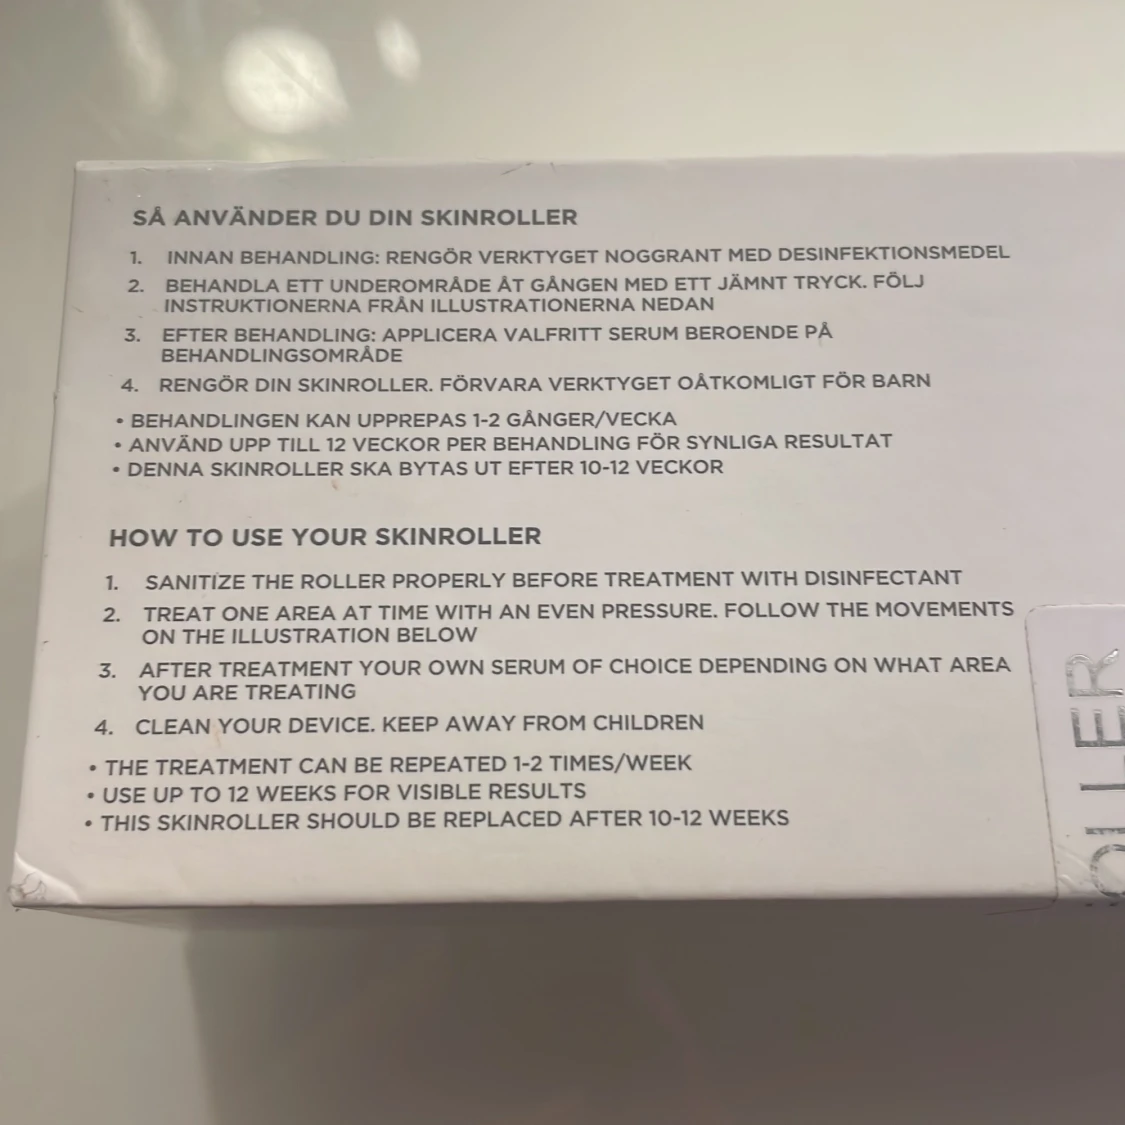 SÅ ANVÄNDER DU DIN SKINROLLER
1. INNAN BEHANDLING: RENGÖR VERKTYGET NOGGRANT MED DESINFEKTIONSMEDEL
2. BEHANDLA ETT UNDEROMRÅDE ÅT GÅNGEN MED ETT JÄMNT TRYCK. FÖLJ
INSTRUKTIONERNA FRÅN ILLUSTRATIONERNA NEDAN
3. EFTER BEHANDLING: APPLICERA VALFRITT SERUM BEROENDE PÅ
BEHANDLINGSOMRÅDE
4. RENGÖR DIN SKINROLLER. FÖRVARA VERKTYGET OÅTKOMLIGT FÖR BARN
• BEHANDLINGEN KAN UPPREPAS 1-2 GÅNGER/VECKA
• ANVÄND UPP TILL 12 VECKOR PER BEHANDLING FÖR SYNLIGA RESULTAT
• DENNA SKINROLLER SKA BYTAS UT EFTER 10-12 VECKOR
HOW TO USE YOUR SKINROLLER
1. SANITIZE THE ROLLER PROPERLY BEFORE TREATMENT WITH DISINFECTANT
2. TREAT ONE AREA AT TIME WITH AN EVEN PRESSURE. FOLLOW THE MOVEMENTS
ON THE ILLUSTRATION BELOW
3. AFTER TREATMENT YOUR OWN SERUM OF CHOICE DEPENDING ON WHAT AREA
YOU ARE TREATING
4. CLEAN YOUR DEVICE. KEEP AWAY FROM CHILDREN
• THE TREATMENT CAN BE REPEATED 1-2 TIMES/WEEK
• USE UP TO 12 WEEKS FOR VISIBLE RESULTS
• THIS SKINROLLER SHOULD BE REPLACED AFTER 10-12 WEEKS